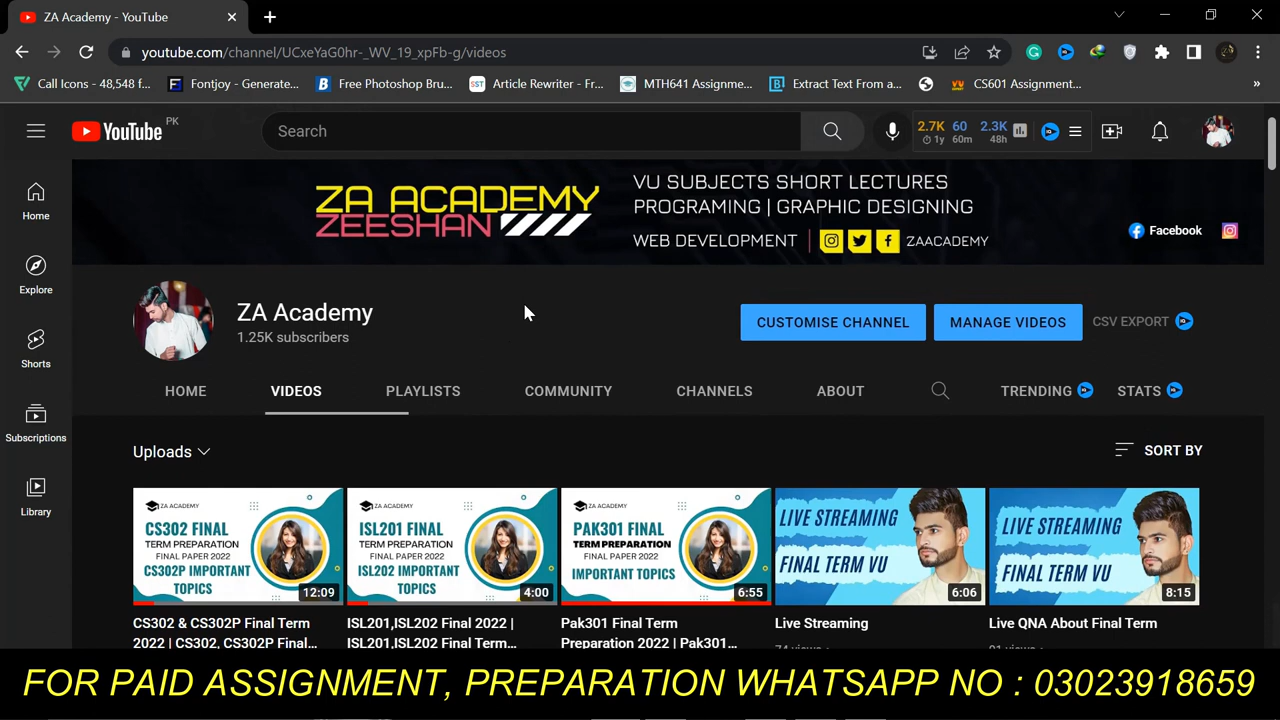 ZA Academy - YouTube
youtube.com/channel/UCxeYaG0hr-_WV_19_xpFb-g/videos
Call Icons - 48,548 f...
Fontjoy - Generate...
Free Photoshop Bru...
Article Rewriter - Fr...
MTH641 Assignme...
Extract Text From a...
CS601 Assignment...
YouTube PK
Search
2.7K 60 2.3K
1y 60m 48h
Home
Explore
Shorts
Subscriptions
Library
ZA ACADEMY
ZEESHAN
VU SUBJECTS SHORT LECTURES
PROGRAMING | GRAPHIC DESIGNING
WEB DEVELOPMENT | ZAACADEMY
Facebook
ZA Academy
1.25K subscribers
CUSTOMISE CHANNEL
MANAGE VIDEOS
CSV EXPORT
HOME VIDEOS PLAYLISTS COMMUNITY CHANNELS ABOUT TRENDING STATS
Uploads
SORT BY
ZA ACADEMY
CS302 FINAL
TERM PREPARATION
FINAL PAPER 2022
CS302P IMPORTANT
TOPICS
12:09
CS302 & CS302P Final Term
2022 | CS302, CS302P Final...
ZA ACADEMY
ISL201 FINAL
TERM PREPARATION
FINAL PAPER 2022
ISL202 IMPORTANT
TOPICS
4:00
ISL201,ISL202 Final 2022 |
ISL201,ISL202 Final Term...
ZA ACADEMY
PAK301 FINAL
TERM PREPARATION
FINAL PAPER 2022
IMPORTANT TOPICS
6:55
Pak301 Final Term
Preparation 2022 | Pak301...
LIVE STREAMING
FINAL TERM VU
6:06
Live Streaming
LIVE STREAMING
FINAL TERM VU
8:15
Live QNA About Final Term
FOR PAID ASSIGNMENT, PREPARATION WHATSAPP NO : 03023918659